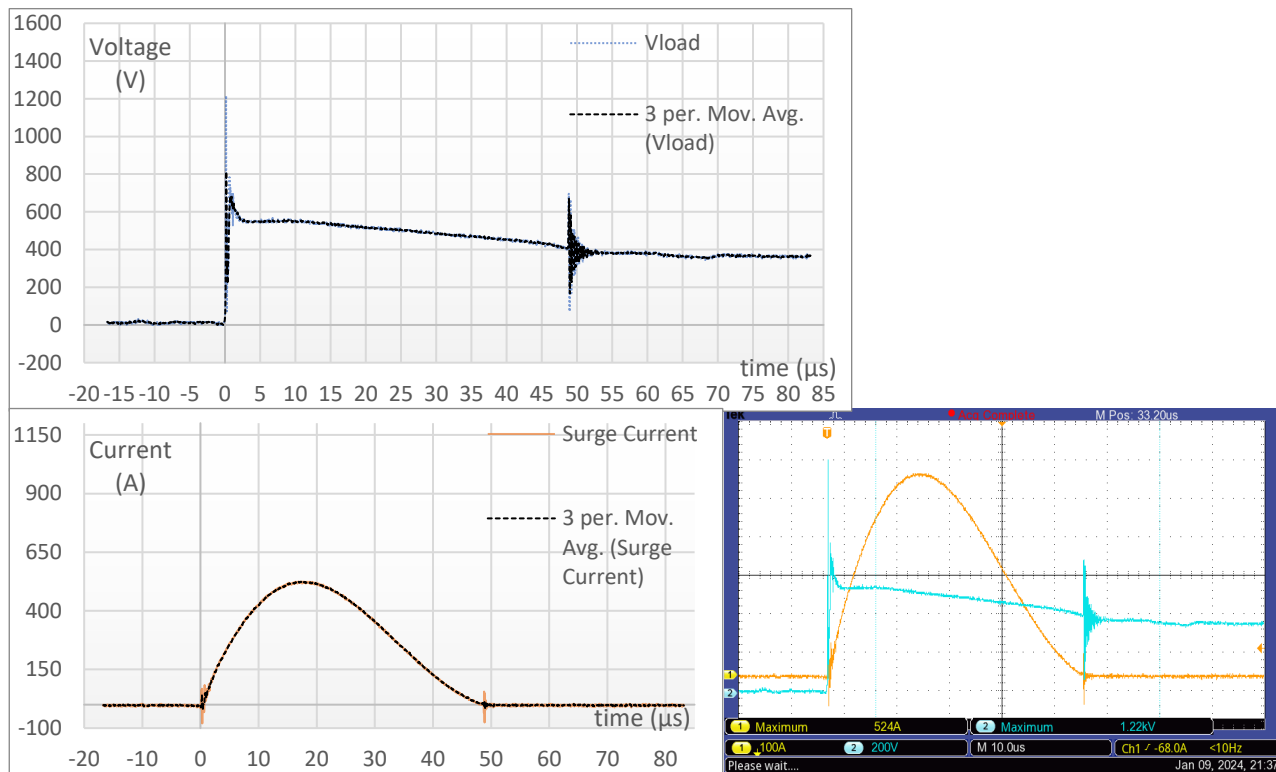 1600
1400
1200
1000
800
600
400
200
0
-200
Voltage
(V)
Vload
3 per. Mov. Avg.
(Vload)
time (µs)
-20 -15 -10 -5 0 5 10 15 20 25 30 35 40 45 50 55 60 65 70 75 80 85
1150
900
650
400
150
-100
Current
(A)
Surge Current
3 per. Mov.
Avg. (Surge
Current)
time (µs)
-20 -10 0 10 20 30 40 50 60 70 80
Tek
M Pos: 33.20us
T
1
2
1 Maximum 524A 2 Maximum 1.22kV
1 100A 2 200V M 10.0us Ch1 -68.0A <10Hz
Please wait.... Jan 09, 2024, 21:37